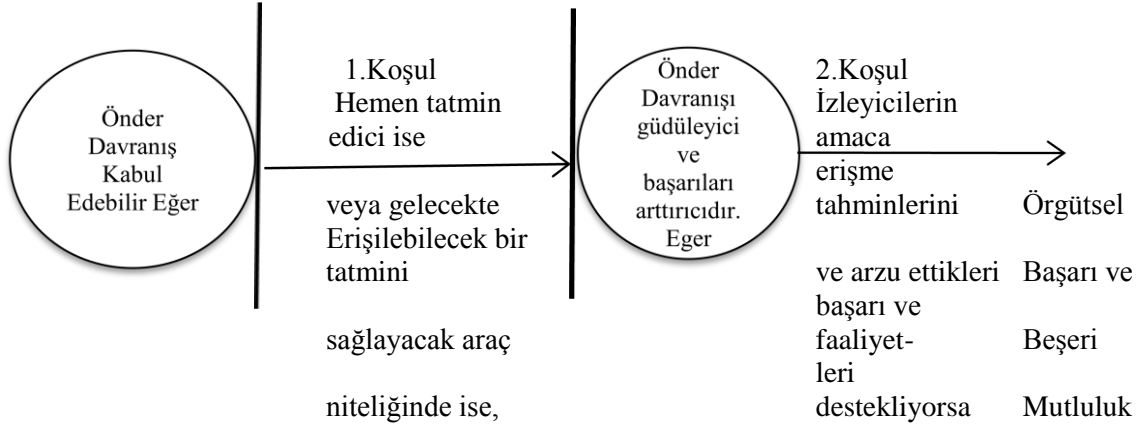 Önder
Davranış
Kabul
Edebilir Eğer
1.Koşul
Hemen tatmin
edici ise
veya gelecekte
Erişilebilecek bir
tatmini
sağlayacak araç
niteliğinde ise,
Önder
Davranışı
güdüleyici
ve
başarıları
arttırıcıdır.
Eger
2.Koşul
İzleyicilerin
amaca
erişme
tahminlerini
ve arzu ettikleri
başarı ve
faaliyet-
leri
destekliyorsa
Örgütsel
Başarı ve
Beşeri
Mutluluk